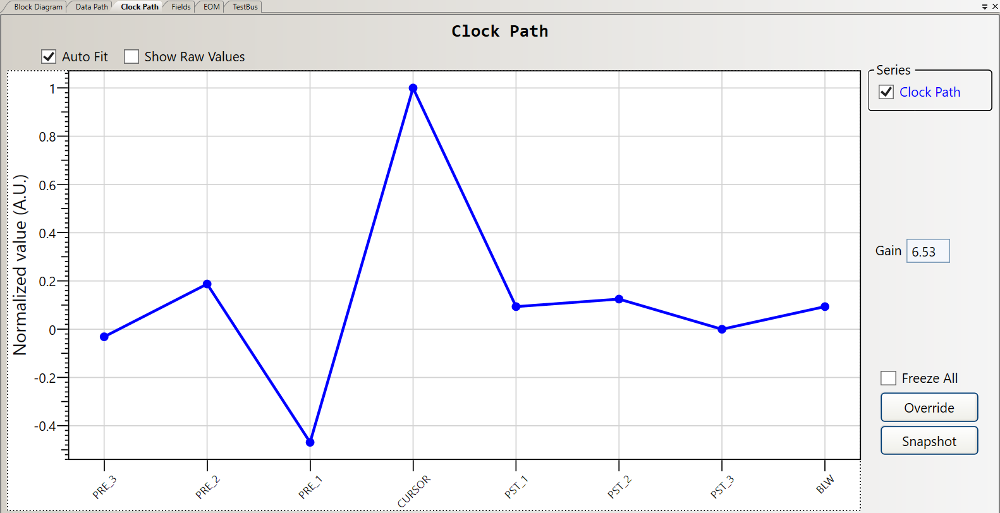 Block Diagram
Data Path
Clock Path
Fields
EOM
TestBus
Clock Path
Auto Fit
Show Raw Values
Series
Clock Path
Normalized value (A.U.)
1
0.8
0.6
0.4
0.2
0
-0.2
-0.4
PRE_3
PRE_2
PRE_1
CURSOR
PST_1
PST_2
PST_3
BLW
Gain 6.53
Freeze All
Override
Snapshot